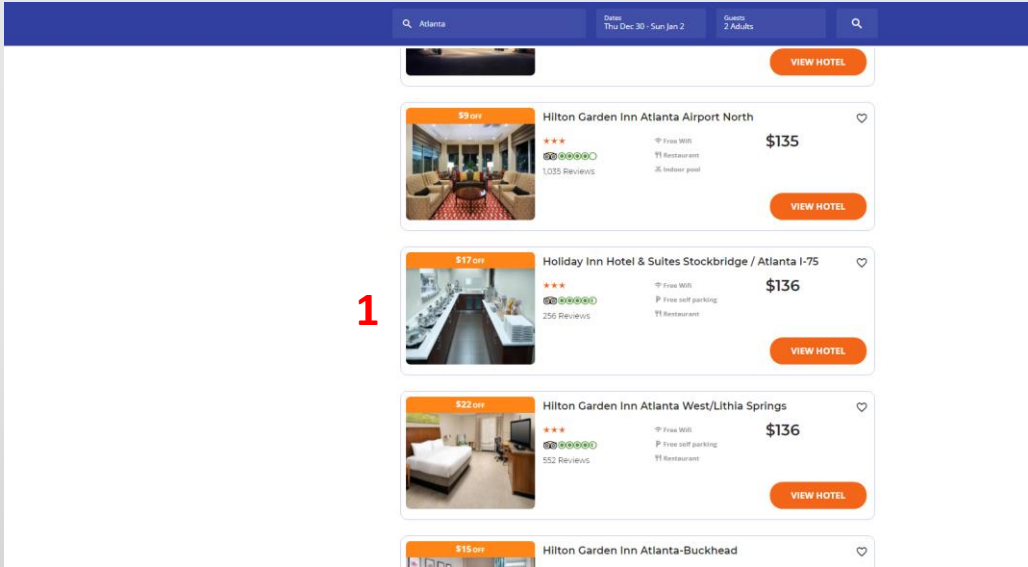 Atlanta
Dates
Thu Dec 30 - Sun Jan 2
Guests
2 Adults
VIEW HOTEL
$9 OFF
Hilton Garden Inn Atlanta Airport North
Free Wifi
$135
Restaurant
1,035 Reviews
Indoor pool
VIEW HOTEL
$17 OFF
Holiday Inn Hotel & Suites Stockbridge / Atlanta I-75
Free Wifi
$136
Free self parking
256 Reviews
Restaurant
1
VIEW HOTEL
$22 OFF
Hilton Garden Inn Atlanta West/Lithia Springs
Free Wifi
$136
Free self parking
552 Reviews
Restaurant
VIEW HOTEL
$15 OFF
Hilton Garden Inn Atlanta-Buckhead